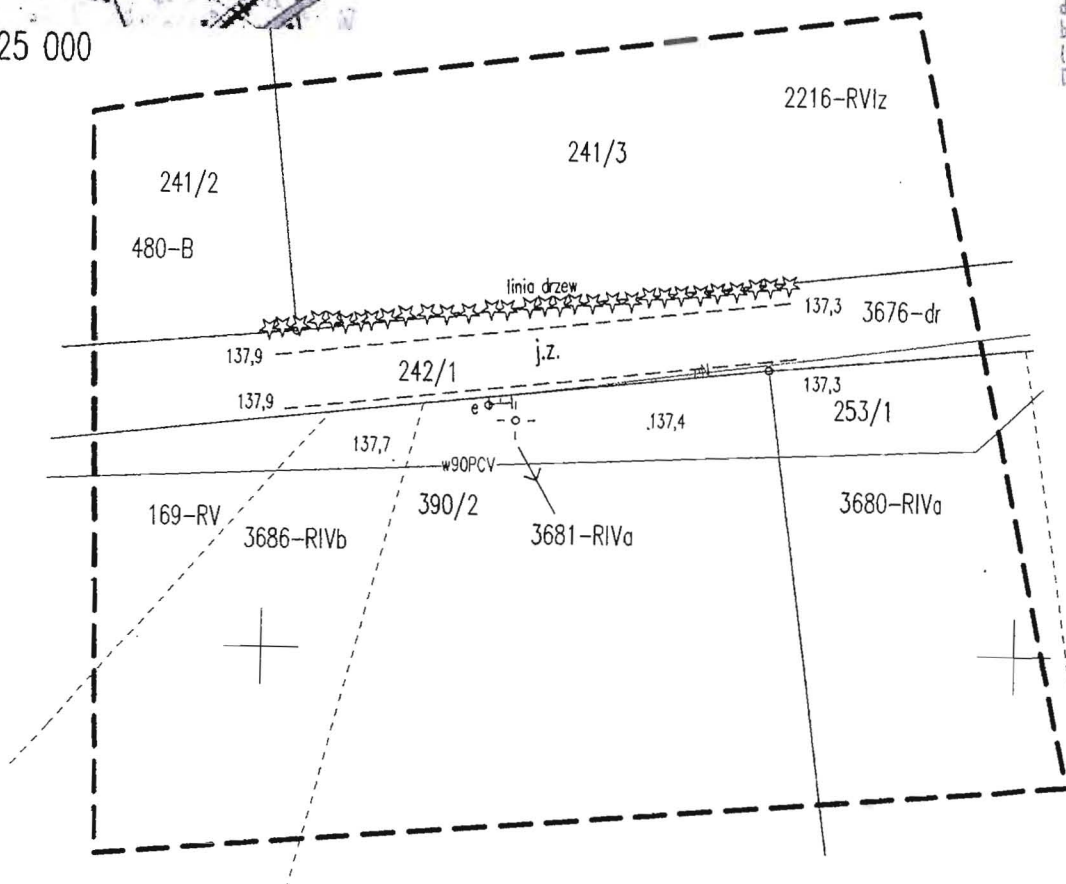 25 000
2216-RVIz
241/3
241/2
480-B
linia drzew
137,3
3676-dr
137,9
j.z.
242/1
137,3
137,9
e
253/1
137,4
137,7
w90PCV
390/2
3680-RIVa
169-RV
3686-RIVb
3681-RIVa